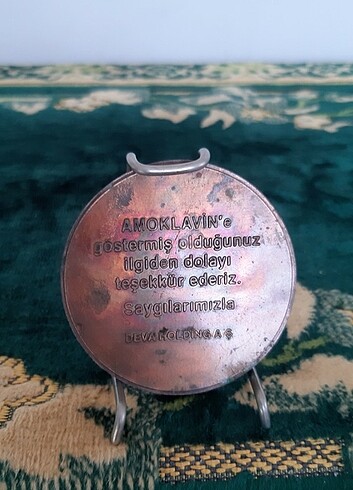 AMOKLAVİN'e
göstermiş olduğunuz
ilgiden dolayı
teşekkür ederiz.
Saygılarımızla
DEVA HOLDİNG A.Ş.